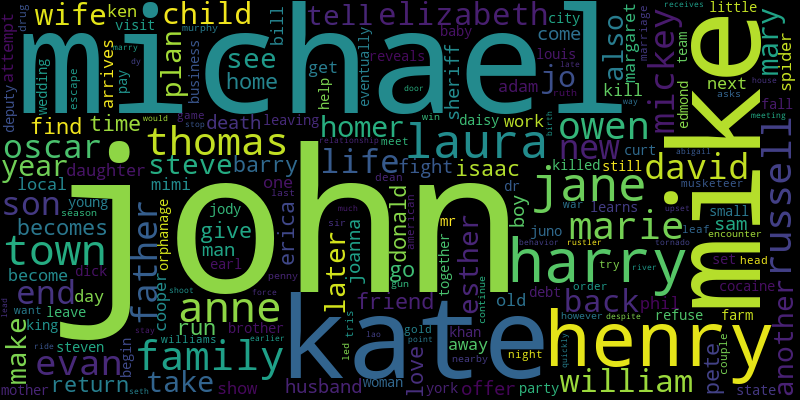 michael
john
mike
kate
henry
harry
laura
jane
thomas
anne
town
family
father
marie
owen
william
david
russell
evan
life
son
wife
child
plan
tell
elizabeth
mickey
mary
jo
also
see
home
homer
oscar
year
steve
barry
isaac
new
back
end
becomes
find
time
death
run
give
man
later
friend
esther
take
return
make
another
donald
go
love
offer
husband
joanna
erica
boy
fight
daughter
local
mimi
young
season
become
dick
day
leave
king
want
steven
mother
ride
seth
stay
begin
cooper
orphanage
jody
earl
shoot
williams
brother
show
woman
led
tris
york
khan
away
old
night
party
together
american
mr
dr
one
last
leaving
work
daisy
sheriff
adam
louis
city
come
margaret
kill
killed
still
curt
edmond
team
next
spider
little
receives
marriage
ken
visit
bill
murphy
drug
attempt
deputy
wedding
escape
pay
arrives
business
marry
dy
reveals
get
help
eventually
baby
door
ruth
late
win
birth
way
house
asks
fall
meeting
abigail
musketeer
learns
war
juno
leaf
small
sam
encounter
upset
tornado
try
river
order
behavior
rustler
debt
phil
refuse
farm
set
head
cocaine
however
despite
couple
pete
state
quickly
nearby
continue
gold
point
lao
earlier
gun
penny
force
sir
much
dean
meet
relationship
game
stop
would
lead